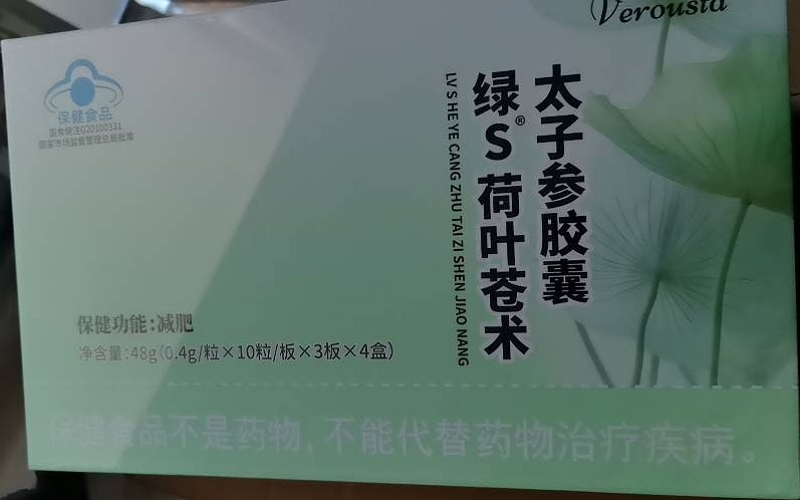 Verousta
保健食品
国食健注G20100331
国家市场监督管理总局批准
太子参胶囊
绿S®荷叶苍术
LV S HE YE CANG ZHU TAI ZI SHEN JIAO NANG
保健功能:减肥
净含量:48g(0.4g/粒×10粒/板×3板×4盒)
保健食品不是药物,不能代替药物治疗疾病。